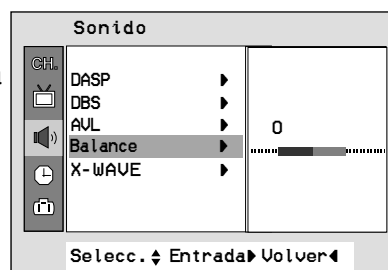 Sonido
CH.
DASP
DBS
AVL
Balance
X-WAVE
0
Selecc. Entrada Volver